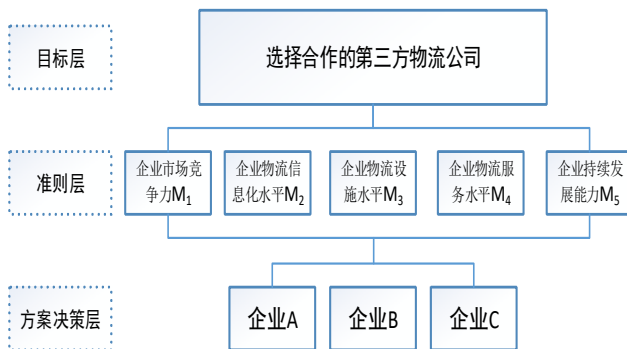 目标层
选择合作的第三方物流公司
准则层
企业市场竞
争力M1
企业物流信
息化水平M2
企业物流设
施水平M3
企业物流服
务水平M4
企业持续发
展能力M5
方案决策层
企业A
企业B
企业C